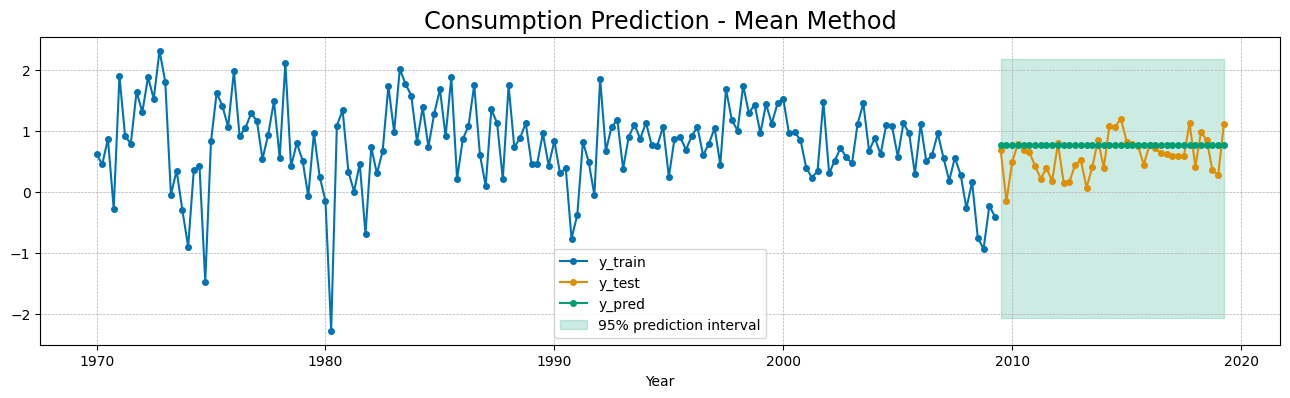 Consumption Prediction - Mean Method
2
1
0
−1
−2
y_train
y_test
y_pred
95% prediction interval
1970 1980 1990 2000 2010 2020
Year